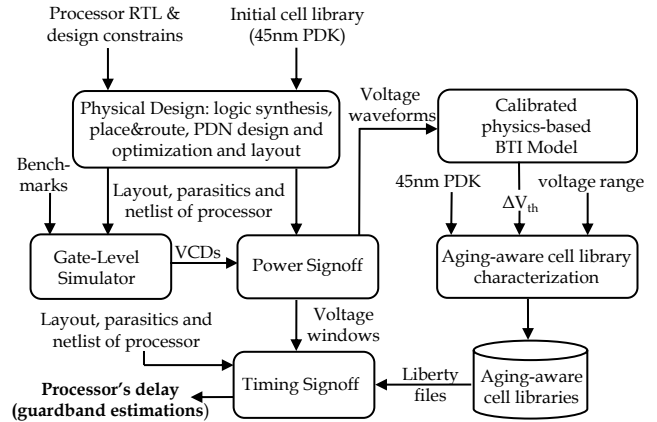 Processor RTL &
design constrains
Initial cell library
(45nm PDK)
Physical Design: logic synthesis,
place&route, PDN design and
optimization and layout
Voltage
waveforms
Calibrated
physics-based
BTI Model
Bench-
marks
Layout, parasitics and
netlist of processor
45nm PDK
ΔVth
voltage range
Gate-Level
Simulator
VCDs
Power Signoff
Aging-aware cell library
characterization
Layout, parasitics and
netlist of processor
Voltage
windows
Timing Signoff
Liberty
files
Aging-aware
cell libraries
Processor's delay
(guardband estimations)